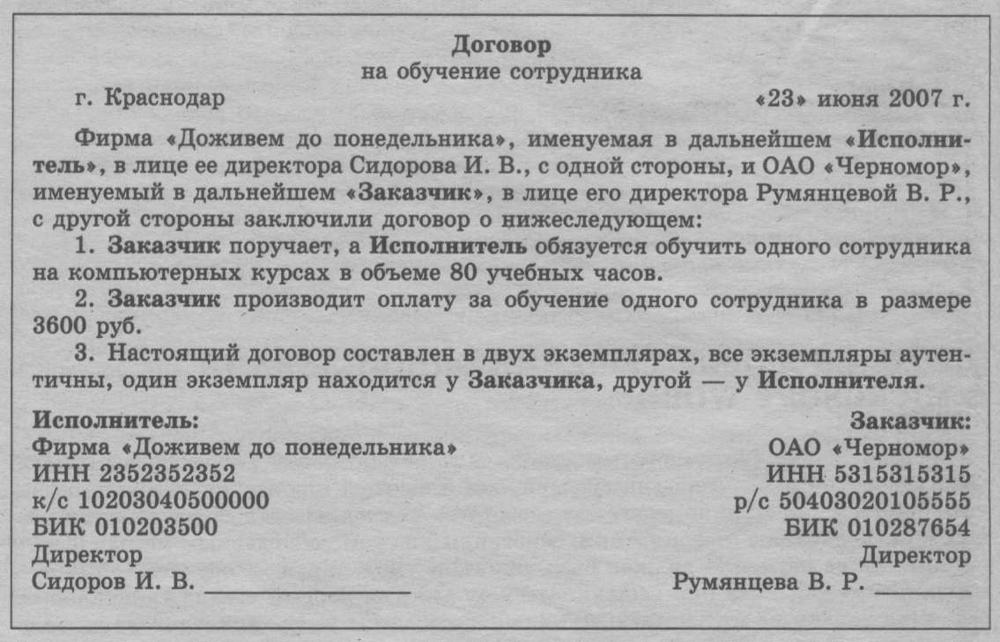 Договор
на обучение сотрудника
г. Краснодар «23» июня 2007 г.
Фирма «Доживем до понедельника», именуемая в дальнейшем «Исполни-
тель», в лице ее директора Сидорова И. В., с одной стороны, и ОАО «Черномор»,
именуемый в дальнейшем «Заказчик», в лице его директора Румянцевой В. Р.,
с другой стороны заключили договор о нижеследующем:
1. Заказчик поручает, а Исполнитель обязуется обучить одного сотрудника
на компьютерных курсах в объеме 80 учебных часов.
2. Заказчик производит оплату за обучение одного сотрудника в размере
3600 руб.
3. Настоящий договор составлен в двух экземплярах, все экземпляры аутен-
тичны, один экземпляр находится у Заказчика, другой — у Исполнителя.
Исполнитель: Заказчик:
Фирма «Доживем до понедельника» ОАО «Черномор»
ИНН 2352352352 ИНН 5315315315
к/с 10203040500000 р/с 50403020105555
БИК 010203500 БИК 010287654
Директор Директор
Сидоров И. В. ________________ Румянцева В. Р. ________